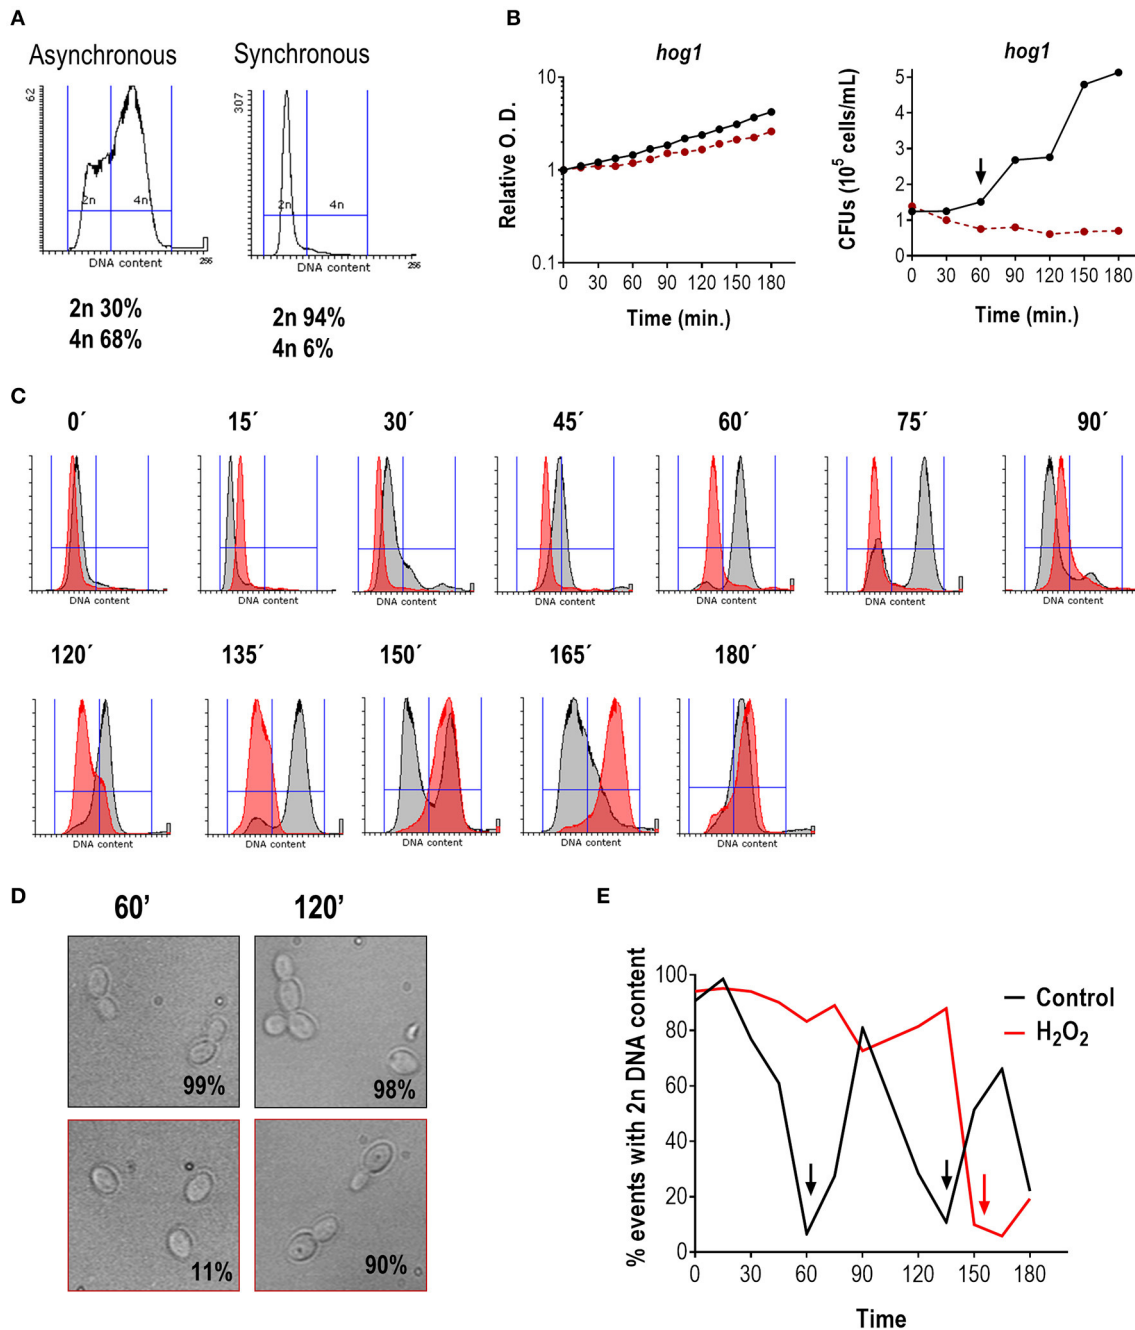 A
Asynchronous
Synchronous
62
2n
4n
DNA content
256
307
2n
4n
DNA content
256
2n 30%
4n 68%
2n 94%
4n 6%
B
hog1
Relative O. D.
10
1
0.1
0 30 60 90 120 150 180
Time (min.)
hog1
CFUs (10⁵ cells/mL)
5
4
3
2
1
0
0 30 60 90 120 150 180
Time (min.)
C
0´ 15´ 30´ 45´ 60´ 75´ 90´
DNA content DNA content DNA content DNA content DNA content DNA content DNA content
120´ 135´ 150´ 165´ 180´
DNA content DNA content DNA content DNA content DNA content
D
60’ 120’
99%
98%
11%
90%
E
% events with 2n DNA content
100
80
60
40
20
0
0 30 60 90 120 150 180
Time
Control
H₂O₂